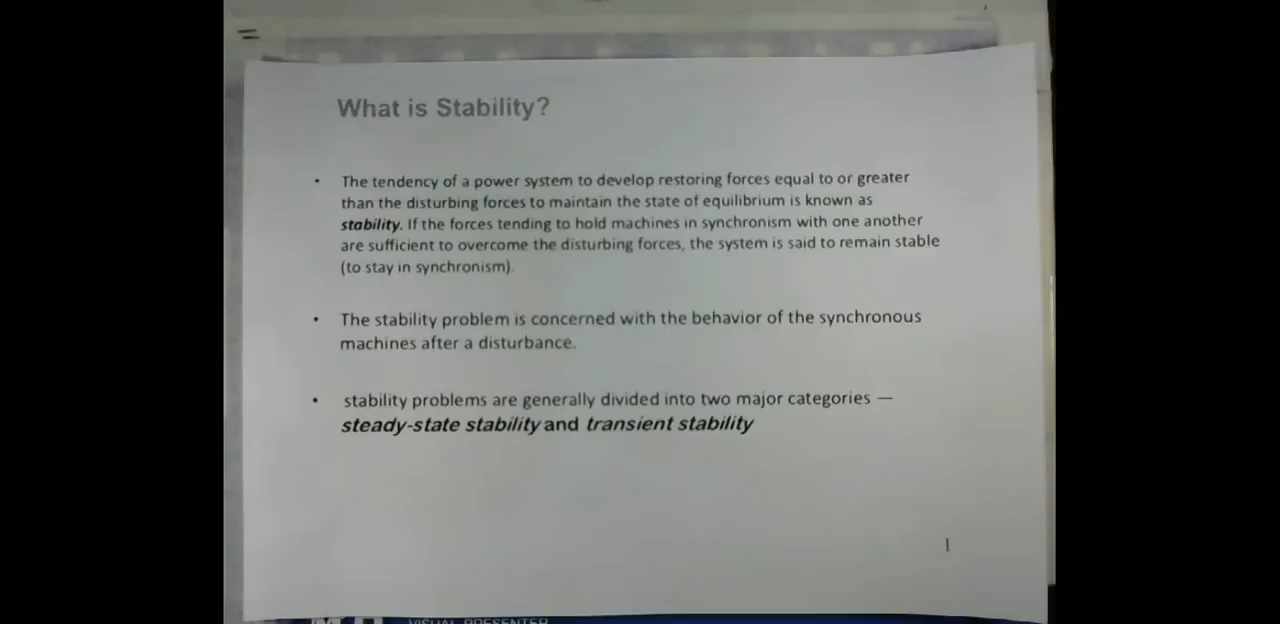 What is Stability?
• The tendency of a power system to develop restoring forces equal to or greater
than the disturbing forces to maintain the state of equilibrium is known as
stability. If the forces tending to hold machines in synchronism with one another
are sufficient to overcome the disturbing forces, the system is said to remain stable
(to stay in synchronism).
• The stability problem is concerned with the behavior of the synchronous
machines after a disturbance.
• stability problems are generally divided into two major categories —
steady-state stability and transient stability
1
VISUAL PRESENTER